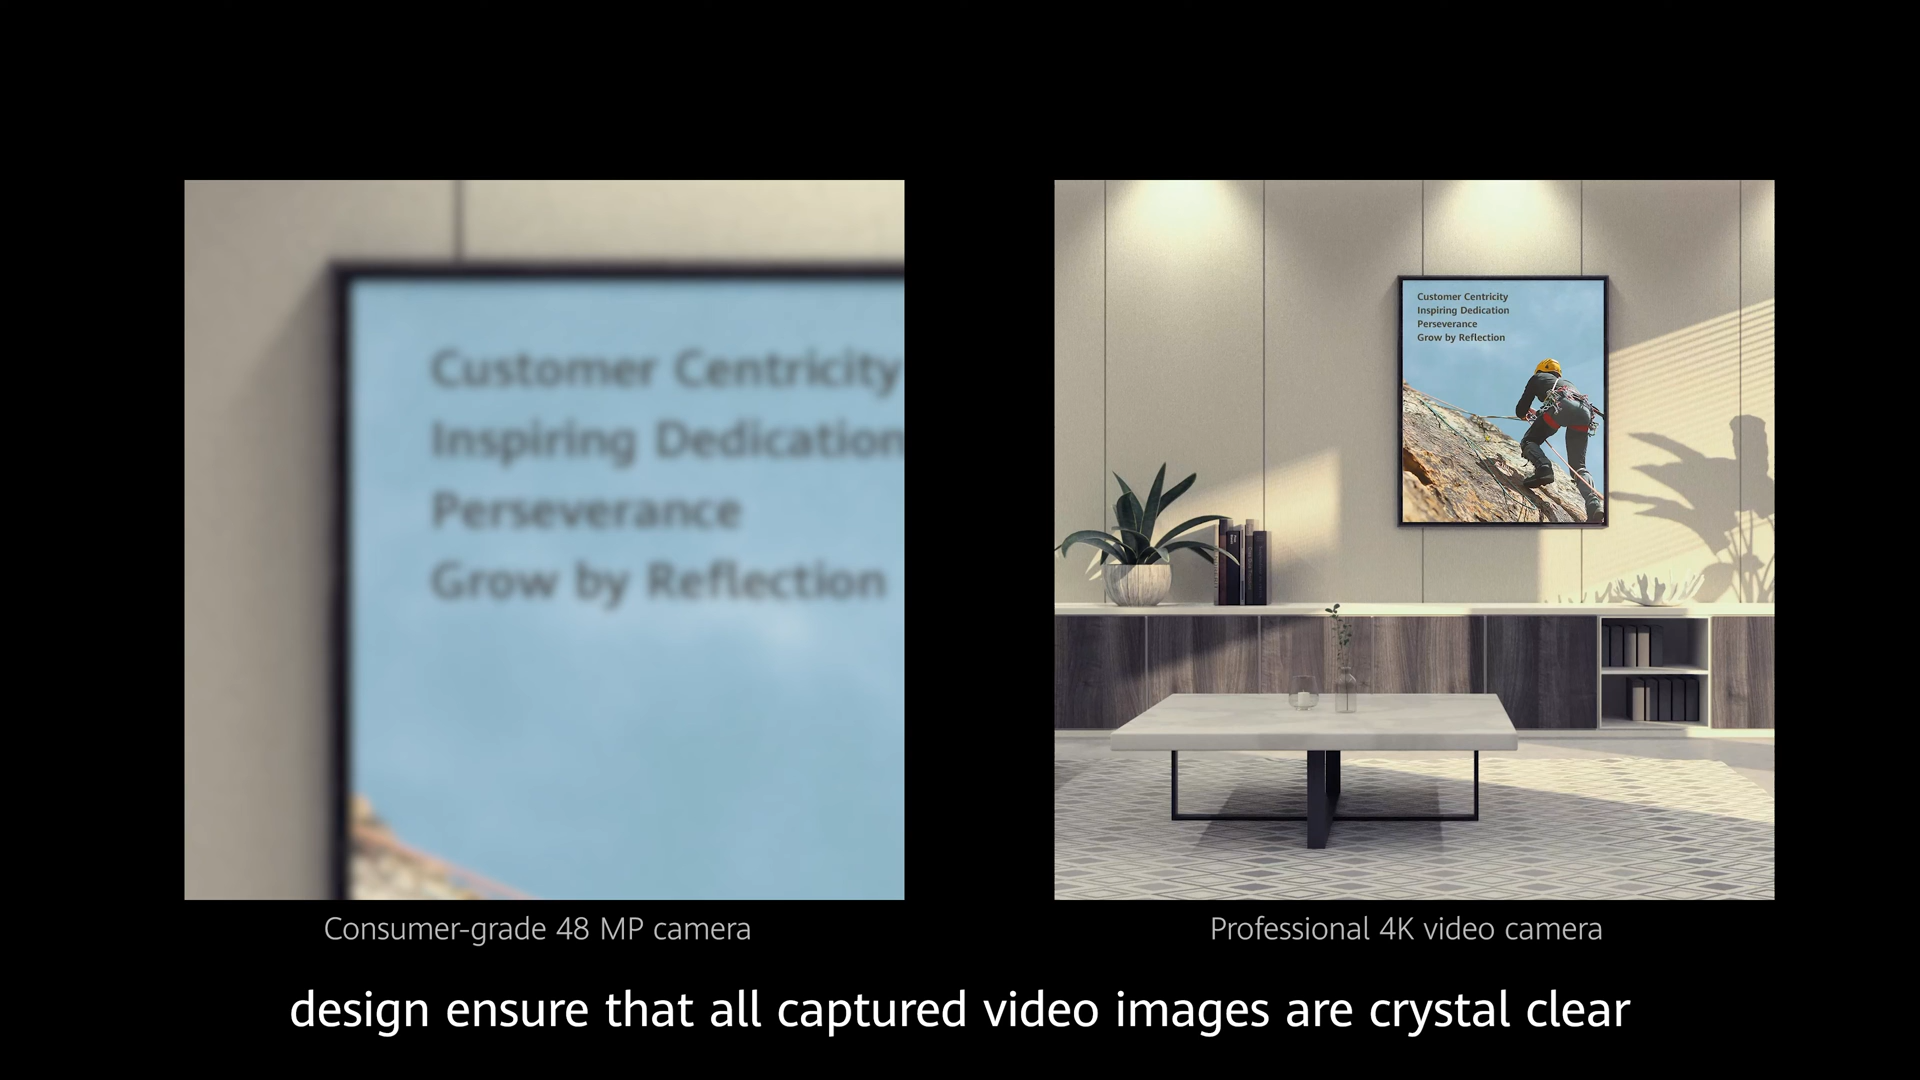 Customer Centricity
Inspiring Dedication
Perseverance
Grow by Reflection
Customer Centricity
Inspiring Dedication
Perseverance
Grow by Reflection
Consumer-grade 48 MP camera
Professional 4K video camera
design ensure that all captured video images are crystal clear